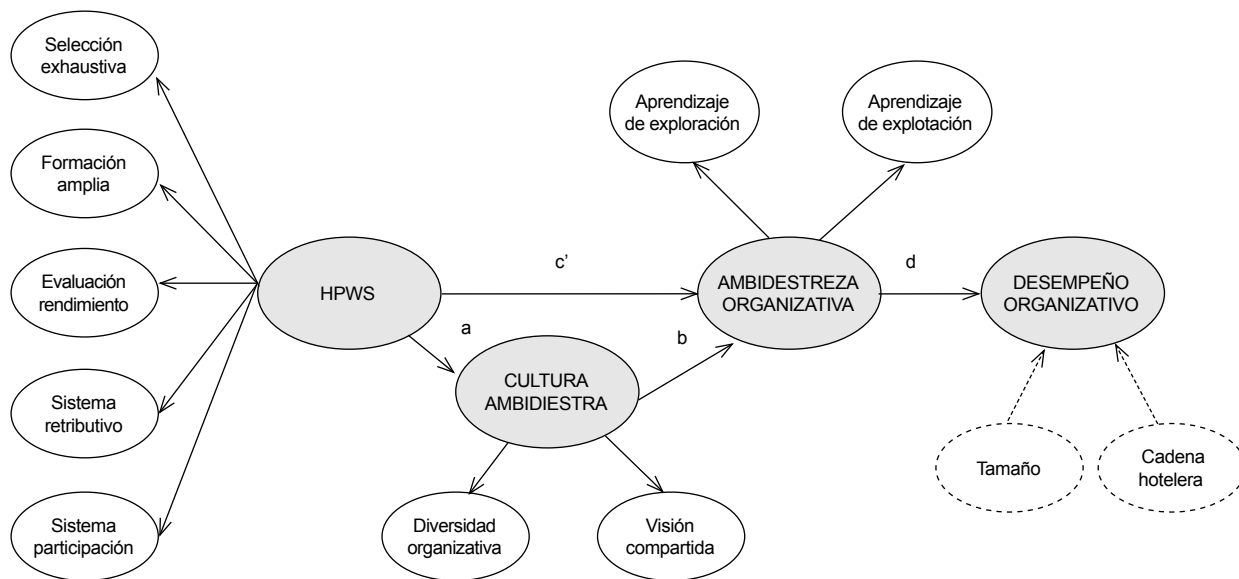 Selección
exhaustiva
Formación
amplia
Evaluación
rendimiento
Sistema
retributivo
Sistema
participación
HPWS
a
c’
CULTURA
AMBIDIESTRA
b
Diversidad
organizativa
Visión
compartida
Aprendizaje
de exploración
Aprendizaje
de explotación
AMBIDESTREZA
ORGANIZATIVA
d
DESEMPEÑO
ORGANIZATIVO
Tamaño
Cadena
hotelera